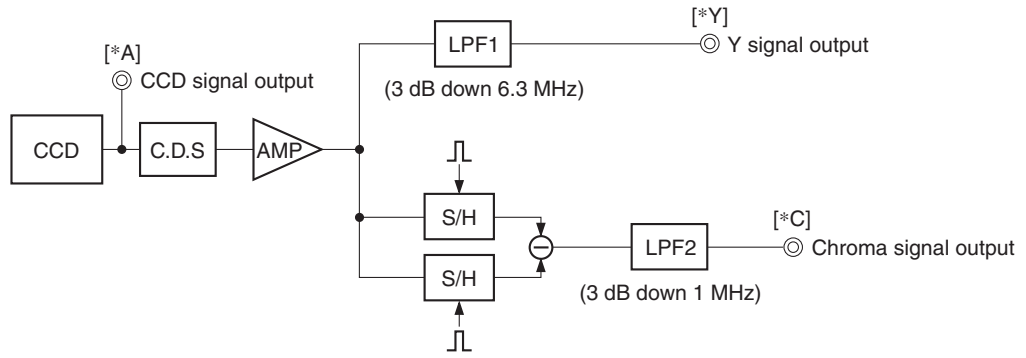 [*A]
CCD signal output
CCD
C.D.S
AMP
LPF1
(3 dB down 6.3 MHz)
[*Y]
Y signal output
S/H
S/H
LPF2
(3 dB down 1 MHz)
[*C]
Chroma signal output